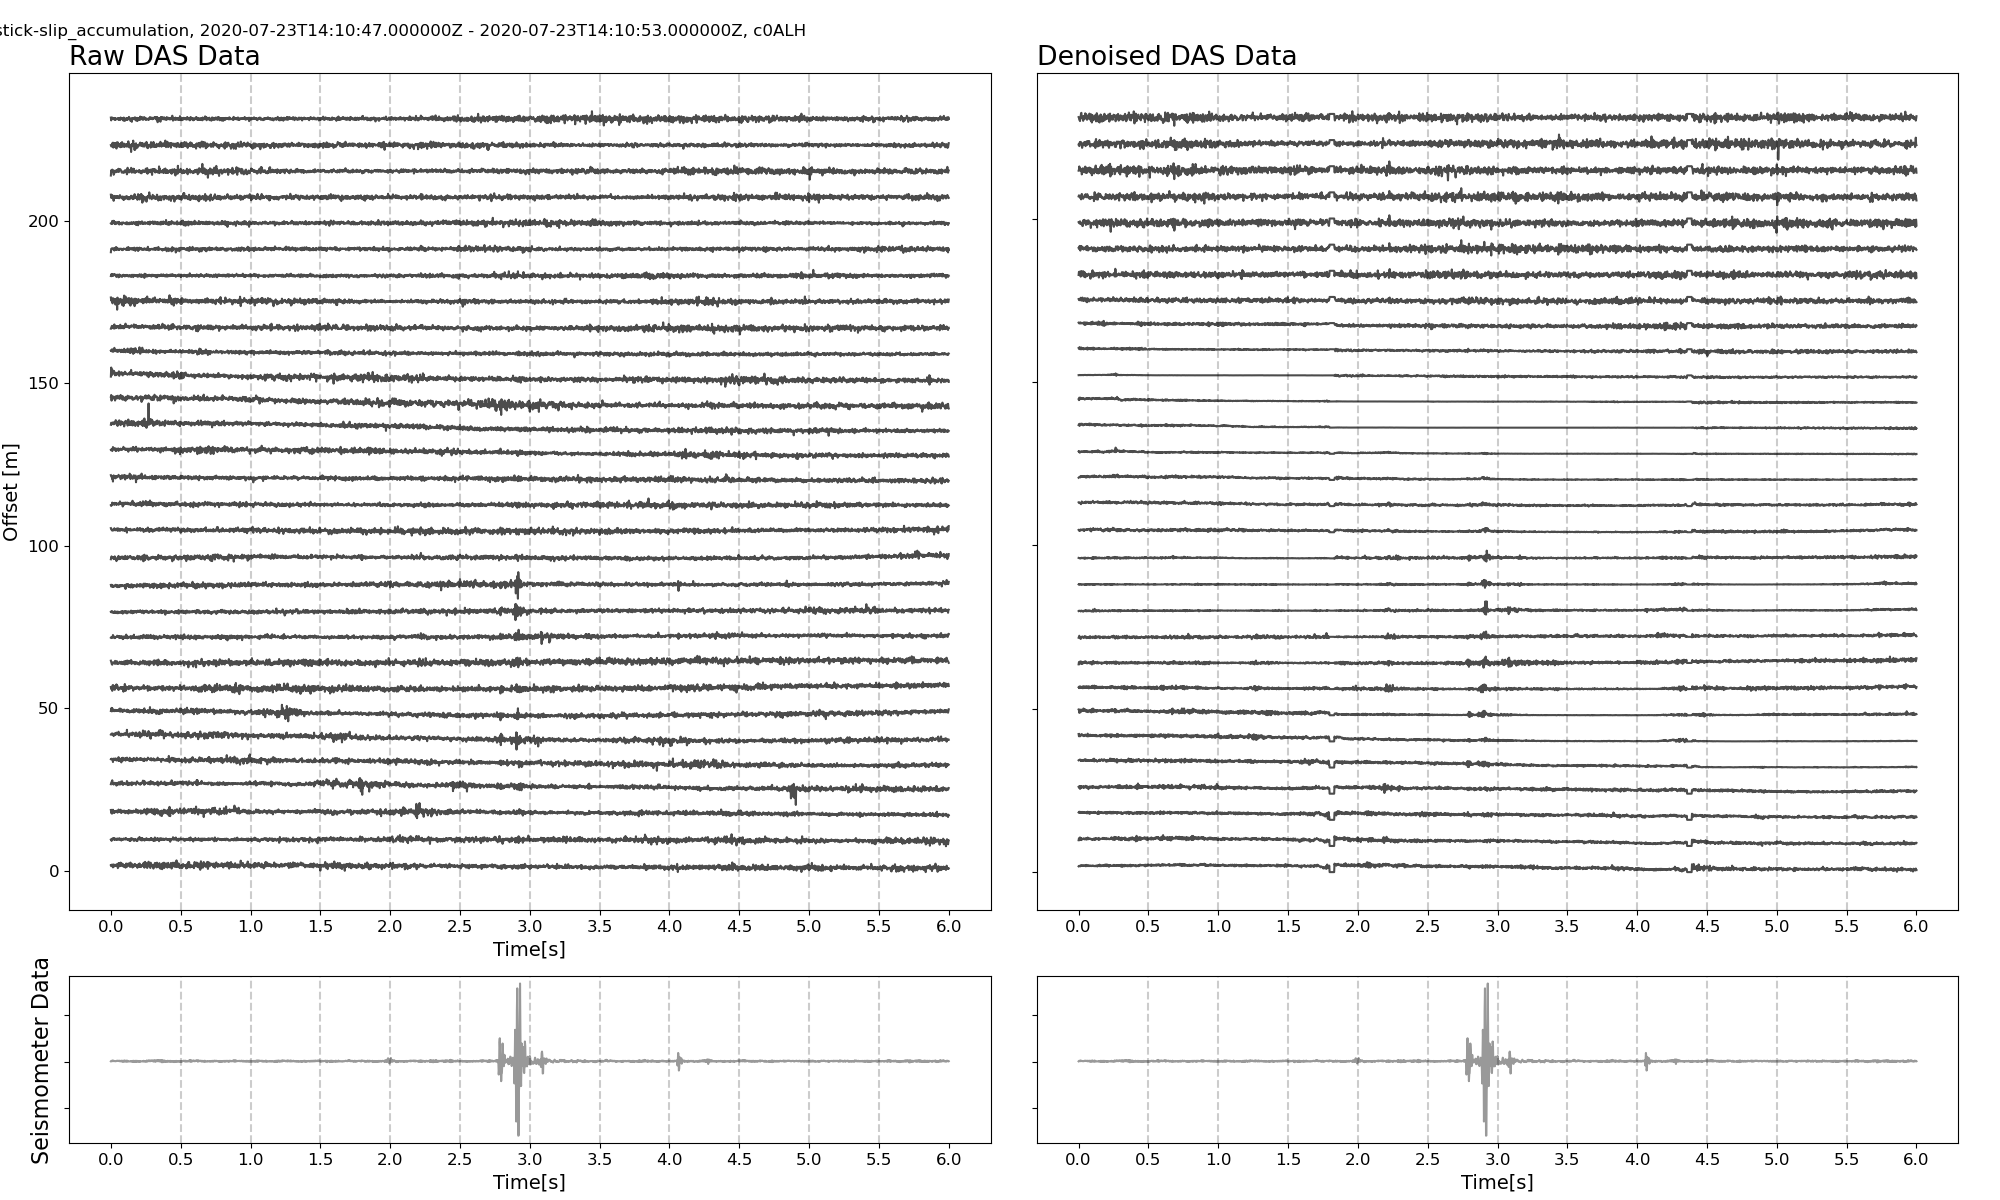 stick-slip_accumulation, 2020-07-23T14:10:47.000000Z - 2020-07-23T14:10:53.000000Z, c0ALH
Raw DAS Data
Denoised DAS Data
Offset [m]
200
150
100
50
0
0.0 0.5 1.0 1.5 2.0 2.5 3.0 3.5 4.0 4.5 5.0 5.5 6.0
Time[s]
0.0 0.5 1.0 1.5 2.0 2.5 3.0 3.5 4.0 4.5 5.0 5.5 6.0
Seismometer Data
0.0 0.5 1.0 1.5 2.0 2.5 3.0 3.5 4.0 4.5 5.0 5.5 6.0
Time[s]
0.0 0.5 1.0 1.5 2.0 2.5 3.0 3.5 4.0 4.5 5.0 5.5 6.0
Time[s]